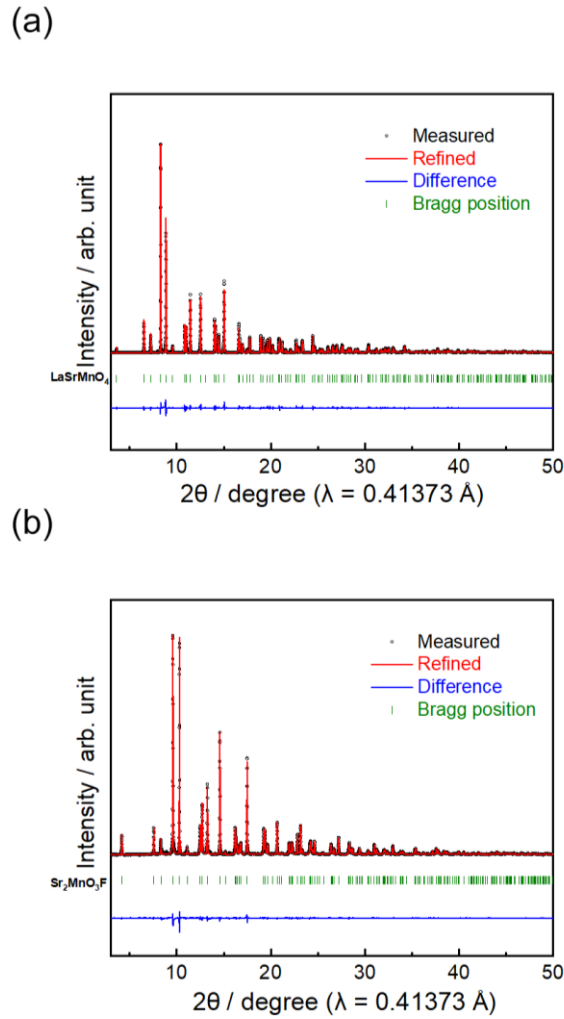 (a)
Measured
Refined
Difference
Bragg position
Intensity / arb. unit
LaSrMnO₄
10 20 30 40 50
2θ / degree (λ = 0.41373 Å)
(b)
Measured
Refined
Difference
Bragg position
Intensity / arb. unit
Sr₂MnO₃F
10 20 30 40 50
2θ / degree (λ = 0.41373 Å)